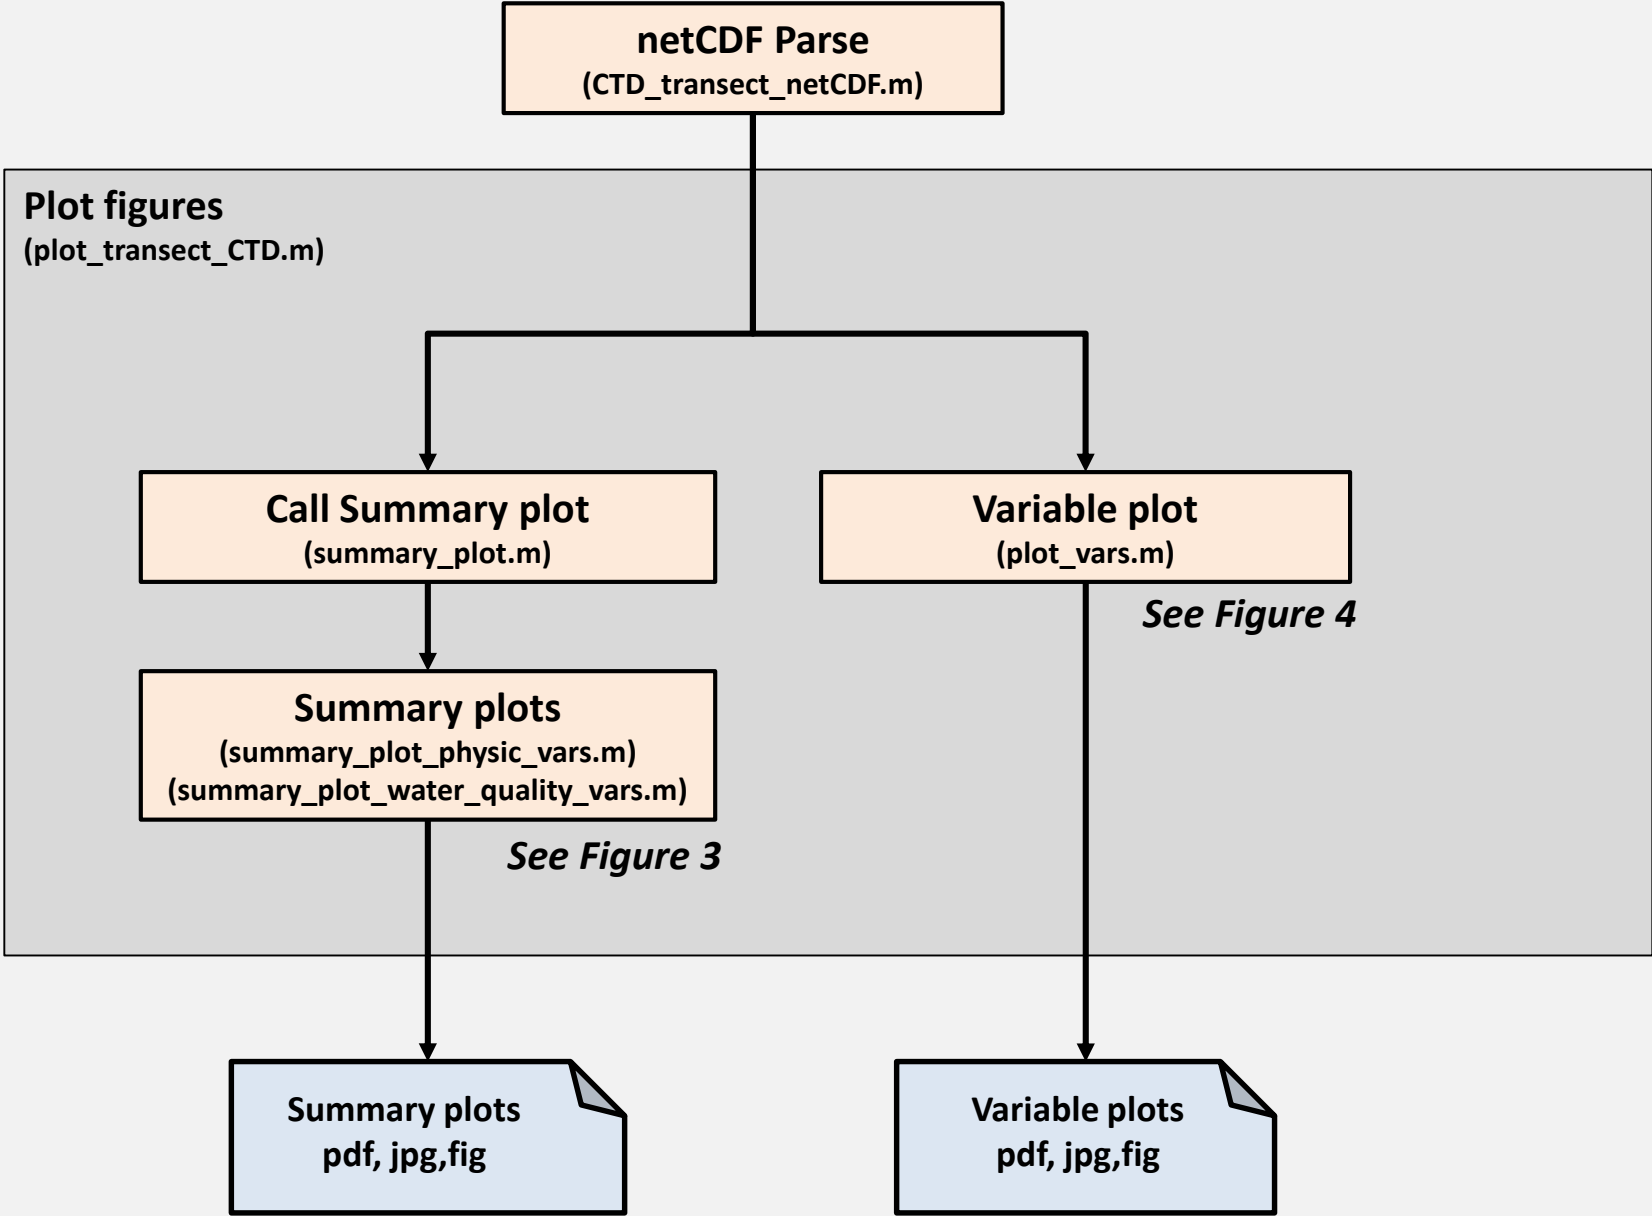 netCDF Parse
(CTD_transect_netCDF.m)
Plot figures
(plot_transect_CTD.m)
Call Summary plot
(summary_plot.m)
Variable plot
(plot_vars.m)
See Figure 4
Summary plots
(summary_plot_physic_vars.m)
(summary_plot_water_quality_vars.m)
See Figure 3
Summary plots
pdf, jpg,fig
Variable plots
pdf, jpg,fig